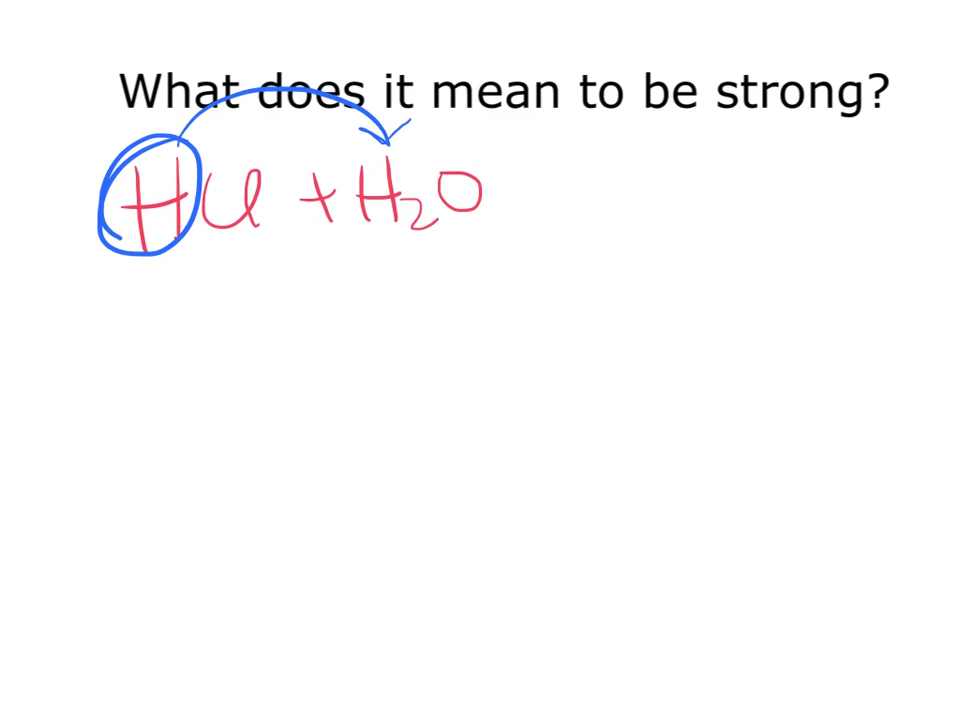 What does it mean to be strong?
HCl + H₂O